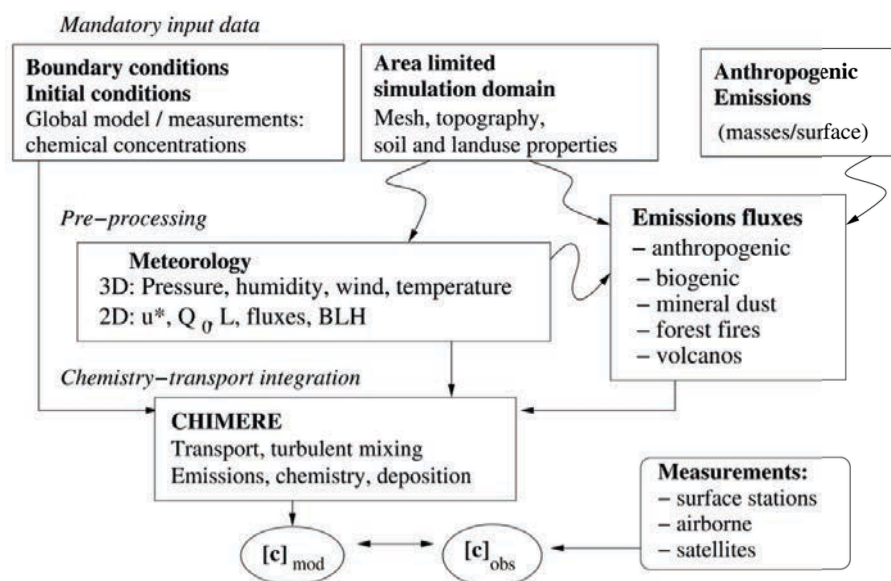 Mandatory input data
Boundary conditions
Initial conditions
Global model / measurements:
chemical concentrations
Area limited
simulation domain
Mesh, topography,
soil and landuse properties
Anthropogenic
Emissions
(masses/surface)
Pre−processing
Meteorology
3D: Pressure, humidity, wind, temperature
2D: u*, Q 0, L, fluxes, BLH
Emissions fluxes
− anthropogenic
− biogenic
− mineral dust
− forest fires
− volcanos
Chemistry−transport integration
CHIMERE
Transport, turbulent mixing
Emissions, chemistry, deposition
Measurements:
− surface stations
− airborne
− satellites
[c] mod
[c] obs